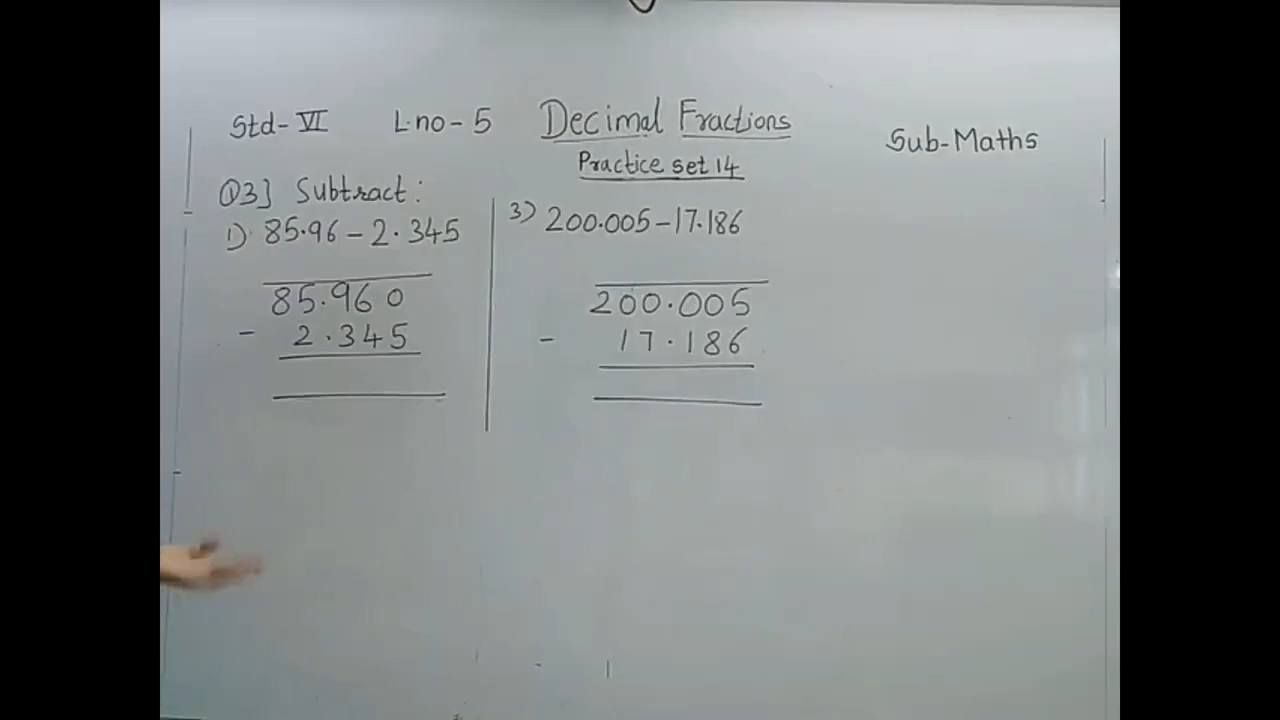 Std-VI L.no-5 Decimal Fractions Sub-Maths
Practice set 14
Q3] Subtract:
1) 85.96 - 2.345
85.960
- 2.345
3) 200.005 - 17.186
200.005
- 17.186